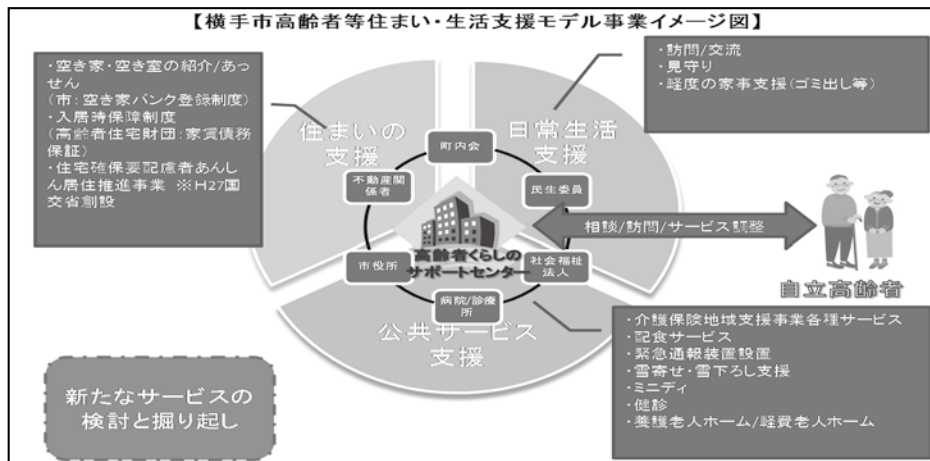 【横手市高齢者等住まい・生活支援モデル事業イメージ図】
・空き家・空き室の紹介/あっ
せん
(市:空き家バンク登録制度)
・入居時保障制度
(高齢者住宅財団:家賃債務
保証)
・住宅確保要配慮者あんし
ん居住推進事業 ※H27国
交省創設
・訪問/交流
・見守り
・軽度の家事支援(ゴミ出し等)
住まいの
支援
日常生活
支援
町内会
不動産関
係者
民生委員
相談/訪問/サービス調整
高齢者くらしの
サポートセンター
市役所
社会福祉
法人
病院/診療
所
公共サービス
支援
自立高齢者
・介護保険地域支援事業各種サービス
・配食サービス
・緊急通報装置設置
・雪寄せ・雪下ろし支援
・ミニディ
・健診
・養護老人ホーム/経費老人ホーム
新たなサービスの
検討と掘り起し